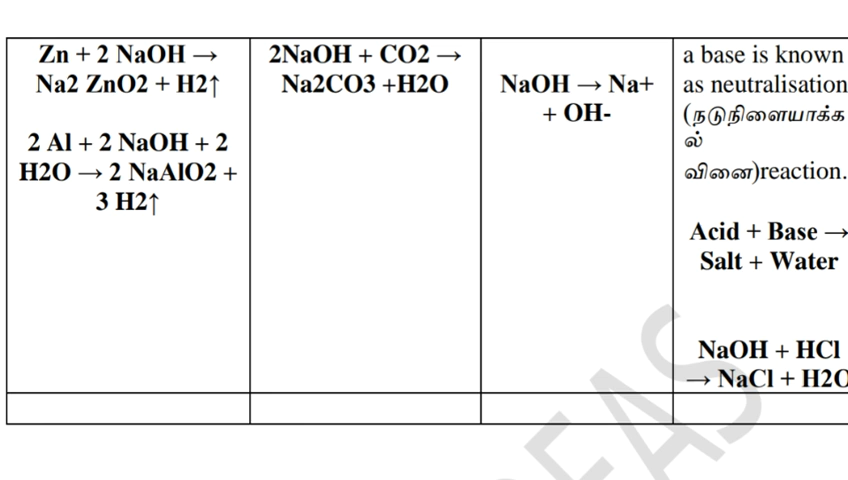 Zn + 2 NaOH →
Na2 ZnO2 + H2↑
2 Al + 2 NaOH + 2
H2O → 2 NaAlO2 +
3 H2↑
2NaOH + CO2 →
Na2CO3 +H2O
NaOH → Na+
+ OH-
a base is known
as neutralisation
(நடுநிளையாக்க
ல்
வினை)reaction.
Acid + Base →
Salt + Water
NaOH + HCl
→ NaCl + H2O
EAS